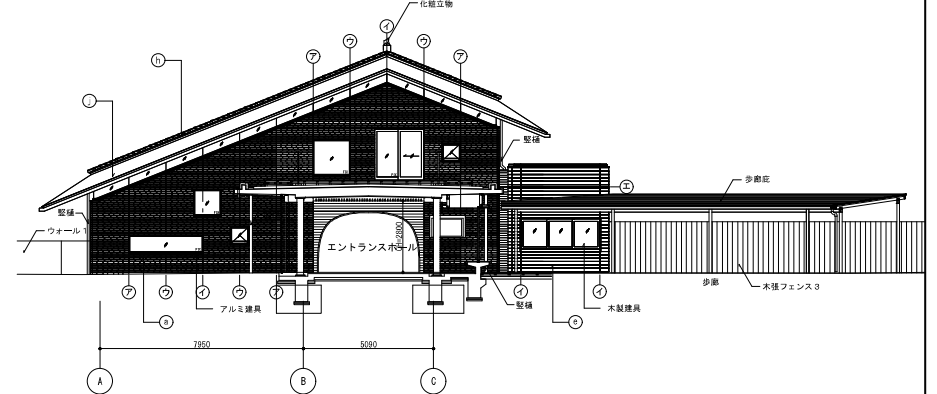 化粧立物
イ
ウ
ウ
ア
ア
h
j
竪樋
エ
歩廊庇
竪樋
ウォール1
エントランスホール
2800
ア
ウ
イ
ウ
ア
アルミ建具
竪樋
イ
イ
木製建具
歩廊
木張フェンス3
a
e
7950
5090
A
B
C